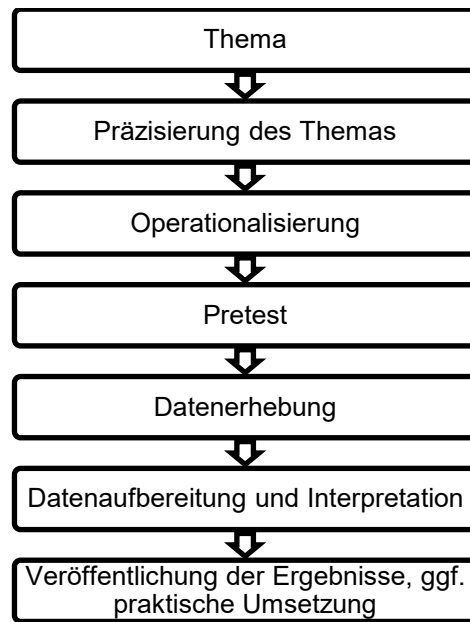 Thema
Präzisierung des Themas
Operationalisierung
Pretest
Datenerhebung
Datenaufbereitung und Interpretation
Veröffentlichung der Ergebnisse, ggf.
praktische Umsetzung